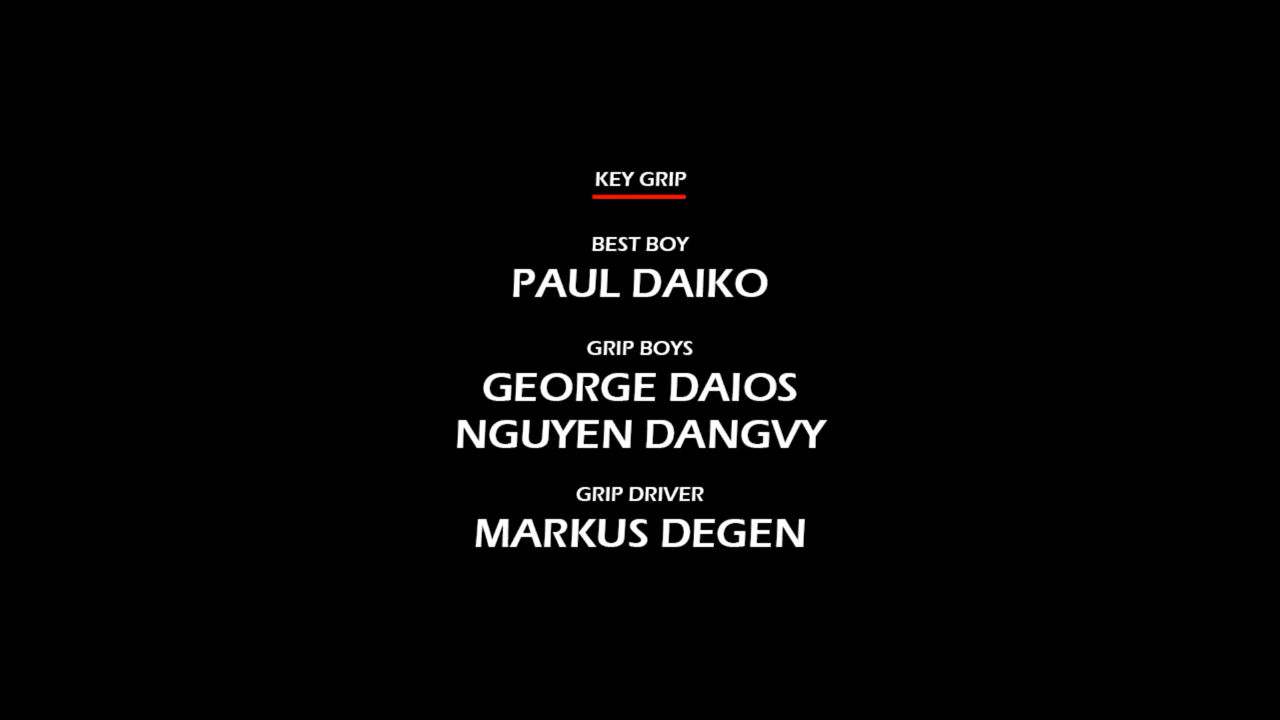 KEY GRIP
BEST BOY
PAUL DAIKO
GRIP BOYS
GEORGE DAIOS
NGUYEN DANGVY
GRIP DRIVER
MARKUS DEGEN